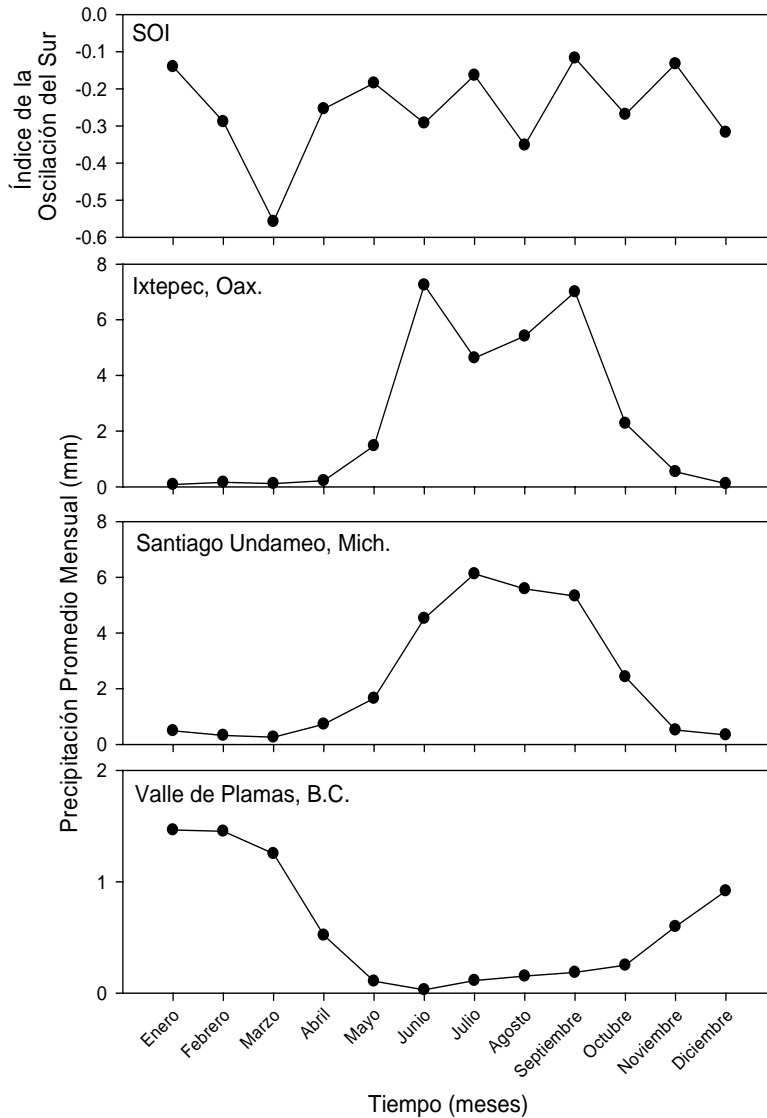 SOI
Índice de la
Oscilación del Sur
0.0
-0.1
-0.2
-0.3
-0.4
-0.5
-0.6
Ixtepec, Oax.
8
6
4
2
0
Precipitación Promedio Mensual (mm)
Santiago Undameo, Mich.
8
6
4
2
0
Valle de Plamas, B.C.
2
1
0
Enero
Febrero
Marzo
Abril
Mayo
Junio
Julio
Agosto
Septiembre
Octubre
Noviembre
Diciembre
Tiempo (meses)